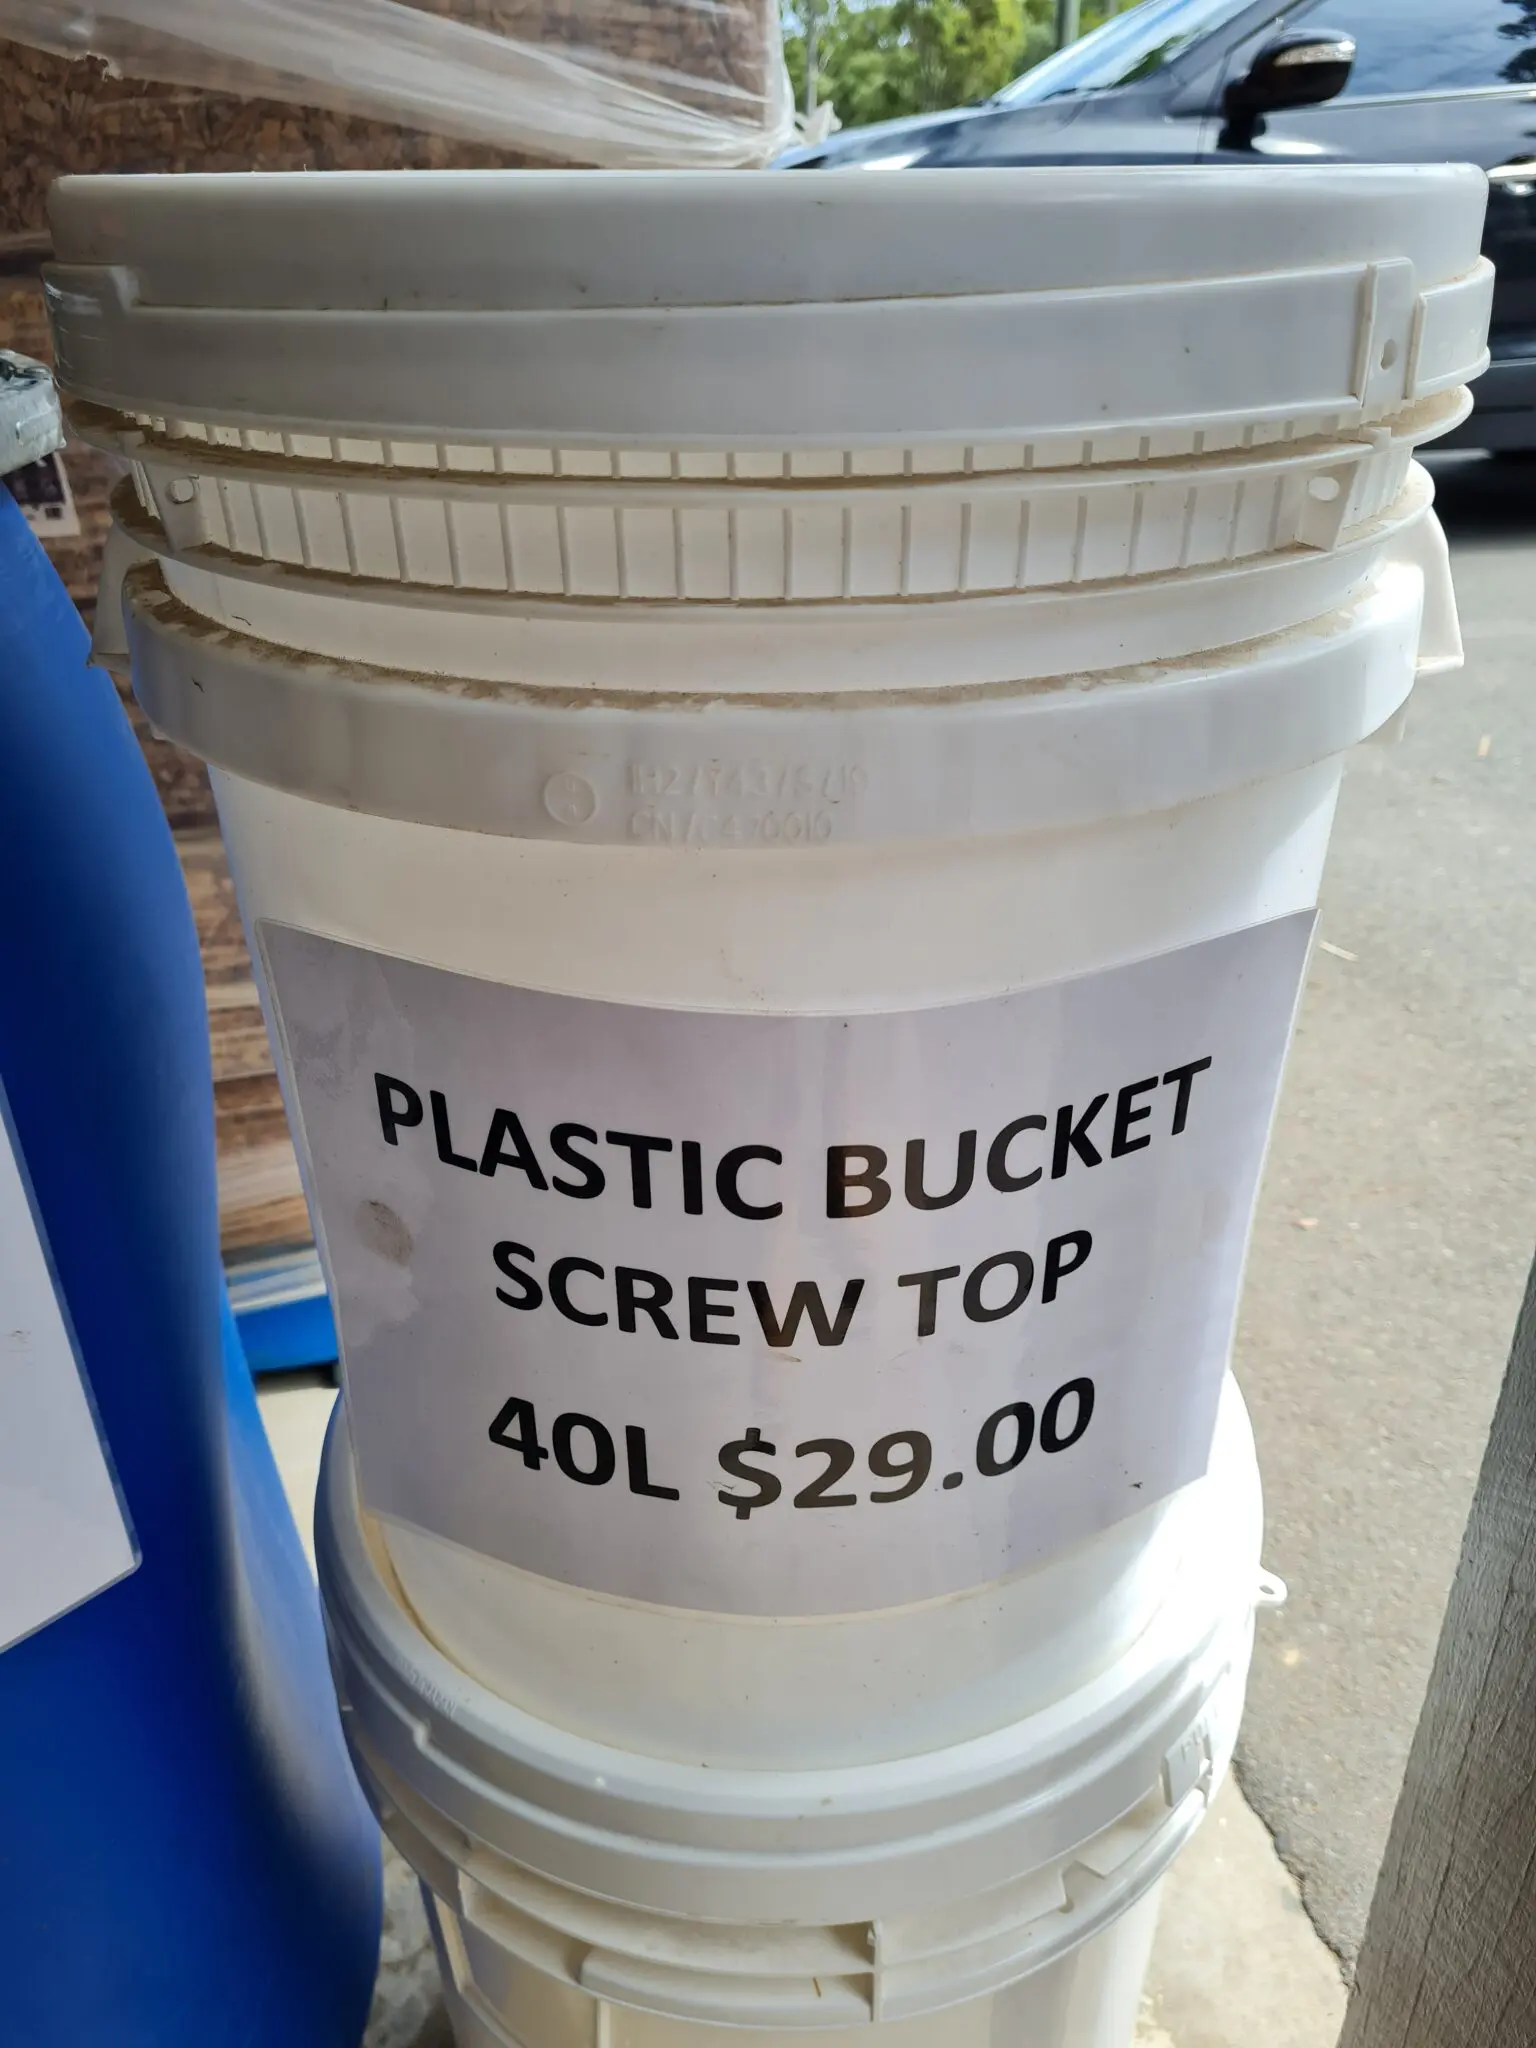 PLASTIC BUCKET
SCREW TOP
40L $29.00